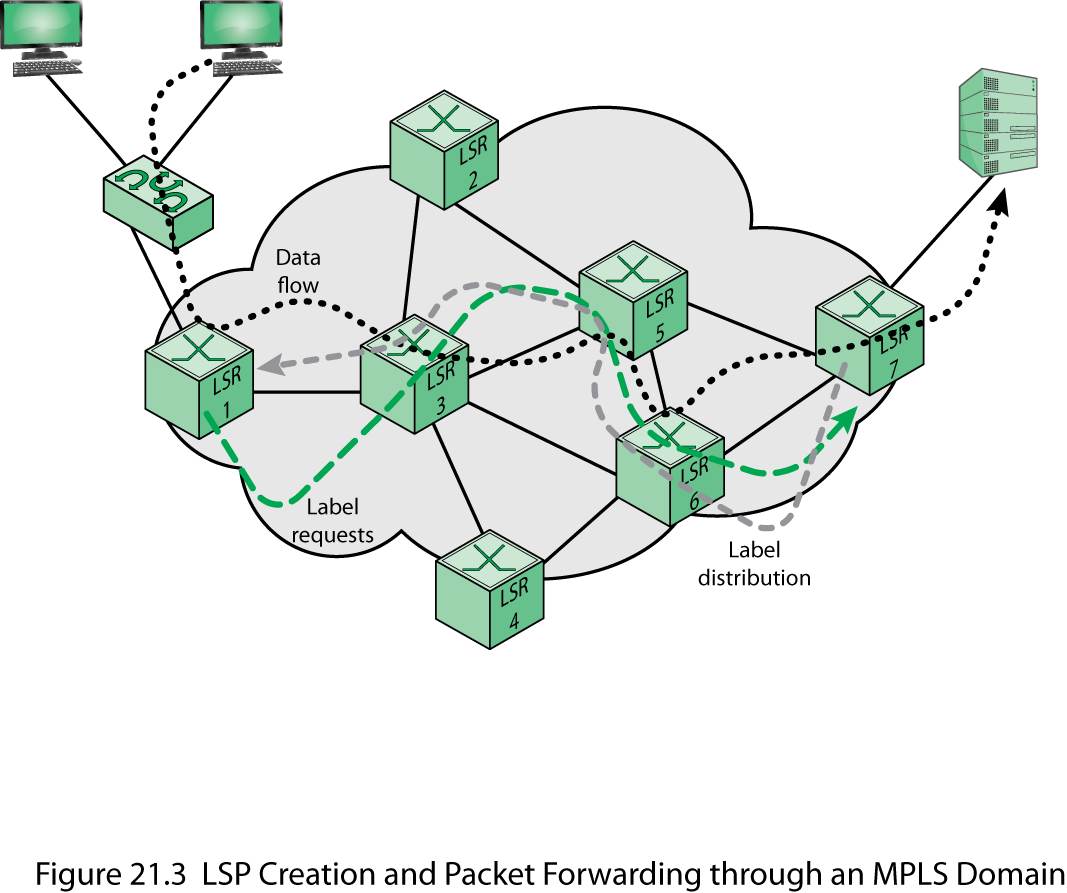 LSR
2
Data
flow
LSR
5
LSR
7
LSR
1
LSR
3
LSR
6
Label
requests
Label
distribution
LSR
4
Figure 21.3 LSP Creation and Packet Forwarding through an MPLS Domain